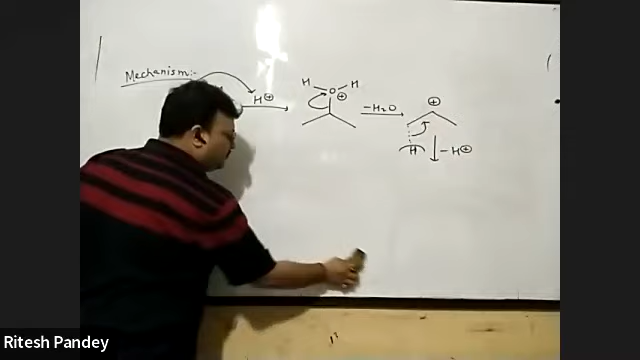 Mechanism:-
H⊕
H O H
⊕
-H₂O
⊕
H
-H⊕
Ritesh Pandey